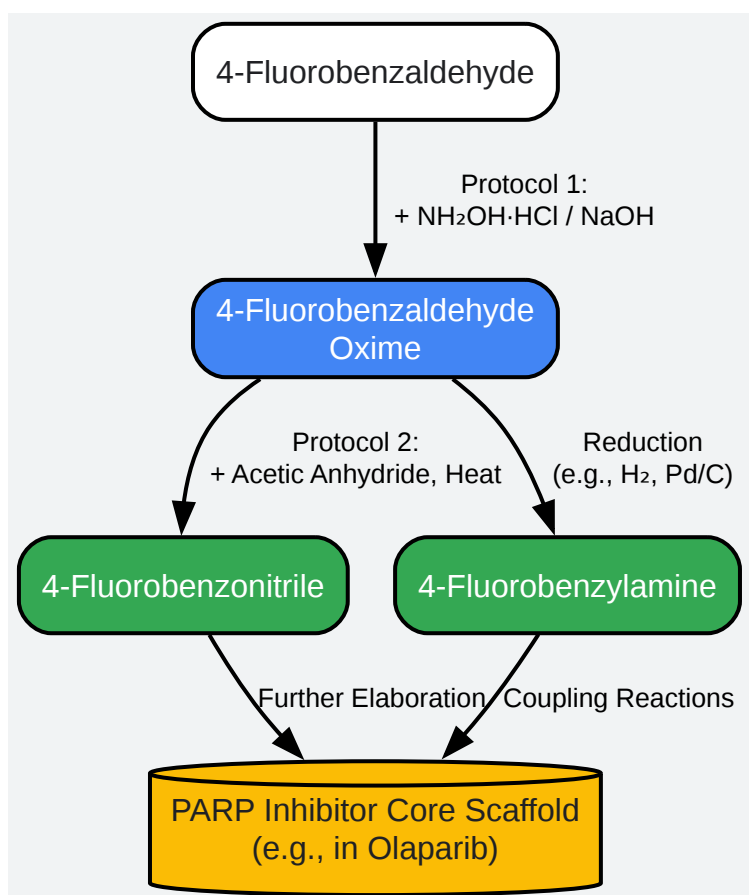 4-Fluorobenzaldehyde
Protocol 1:
+ NH₂OH·HCl / NaOH
4-Fluorobenzaldehyde
Oxime
Protocol 2:
+ Acetic Anhydride, Heat
Reduction
(e.g., H₂, Pd/C)
4-Fluorobenzonitrile
4-Fluorobenzylamine
Further Elaboration
Coupling Reactions
PARP Inhibitor Core Scaffold
(e.g., in Olaparib)